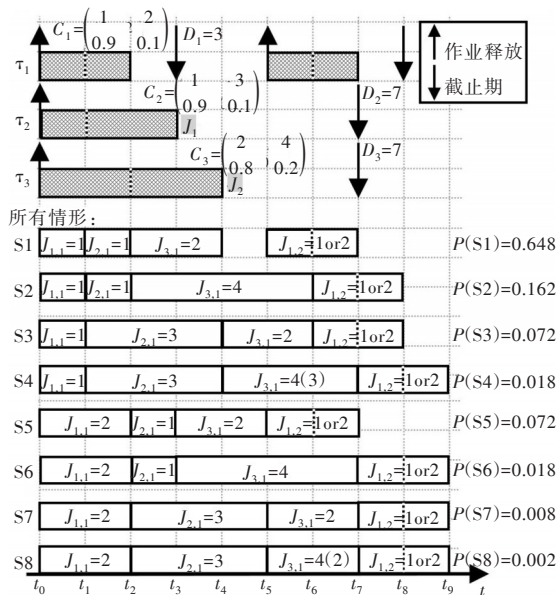 C₁=(1 2 0.9 0.1) D₁=3
τ₁
作业释放
截止期
C₂=(1 3 0.9 0.1) D₂=7
τ₂ J₁
C₃=(2 4 0.8 0.2) D₃=7
τ₃ J₂
所有情形：
S1 J₁,₁=1 J₂,₁=1 J₃,₁=2 J₁,₂=1or2 P(S1)=0.648
S2 J₁,₁=1 J₂,₁=1 J₃,₁=4 J₁,₂=1or2 P(S2)=0.162
S3 J₁,₁=1 J₂,₁=3 J₃,₁=2 J₁,₂=1or2 P(S3)=0.072
S4 J₁,₁=1 J₂,₁=3 J₃,₁=4(3) J₁,₂=1or2 P(S4)=0.018
S5 J₁,₁=2 J₂,₁=1 J₃,₁=2 J₁,₂=1or2 P(S5)=0.072
S6 J₁,₁=2 J₂,₁=1 J₃,₁=4 J₁,₂=1or2 P(S6)=0.018
S7 J₁,₁=2 J₂,₁=3 J₃,₁=2 J₁,₂=1or2 P(S7)=0.008
S8 J₁,₁=2 J₂,₁=3 J₃,₁=4(2) J₁,₂=1or2 P(S8)=0.002
t₀ t₁ t₂ t₃ t₄ t₅ t₆ t₇ t₈ t₉ t